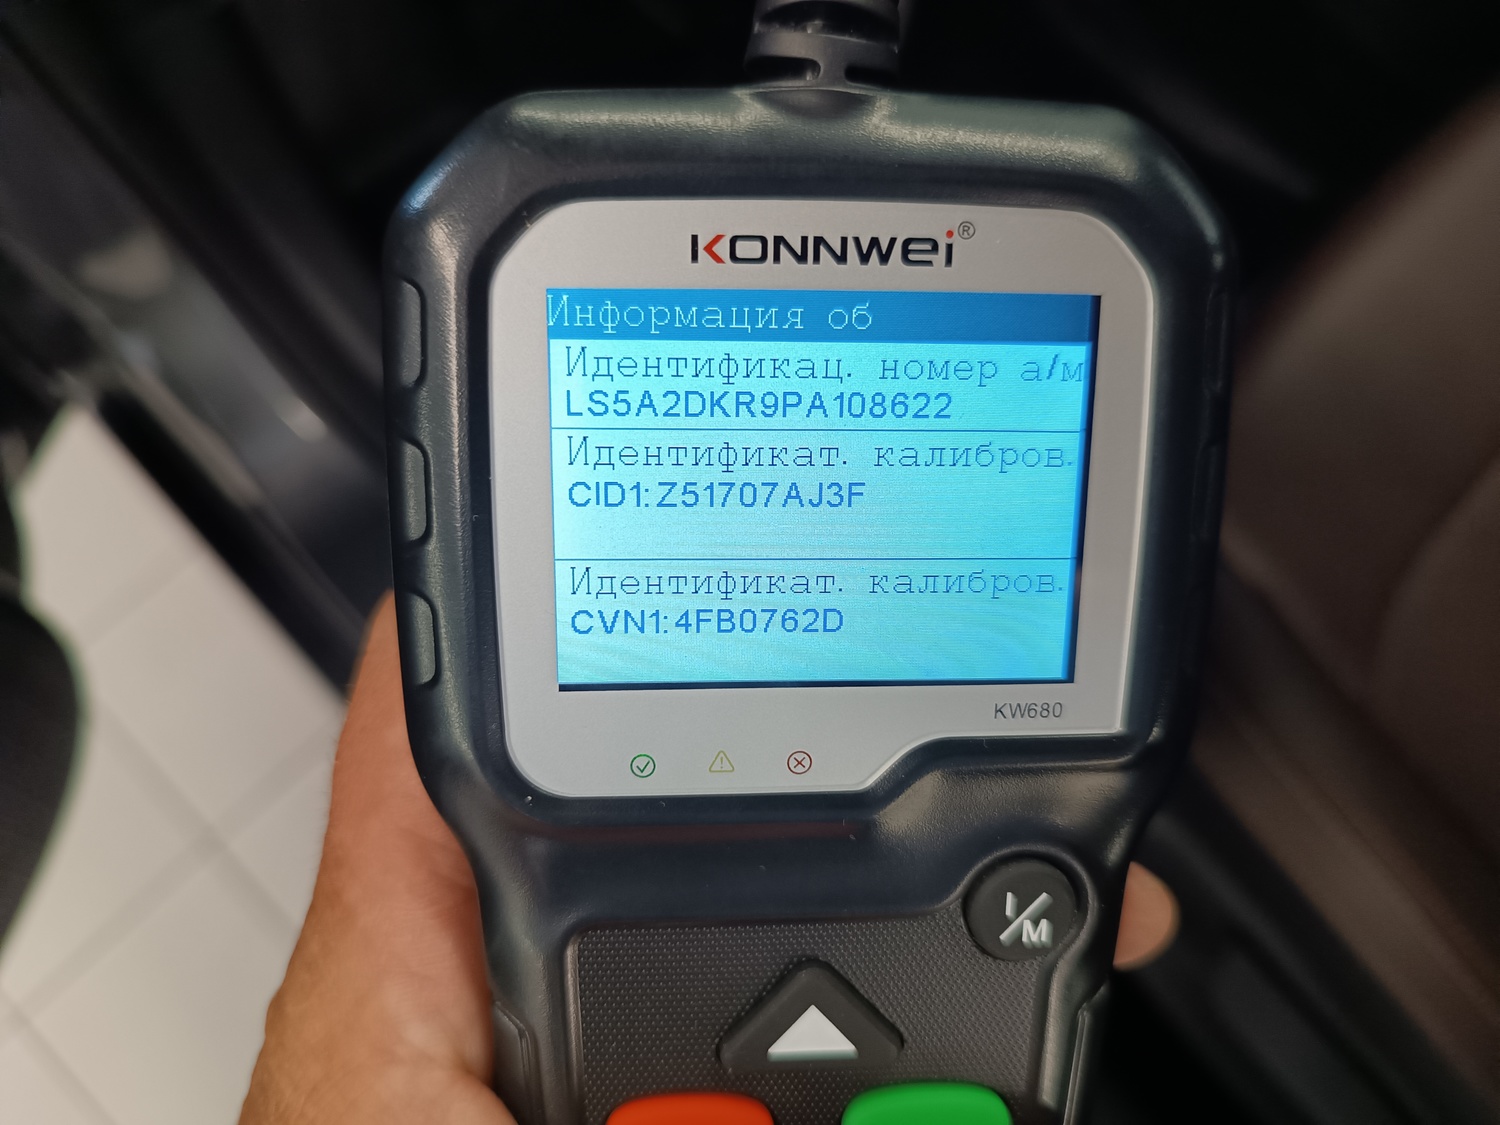 KONNWEI®
Информация об
Идентификац. номер а/м
LS5A2DKR9PA108622
Идентификат. калибров.
CID1:Z51707AJ3F
Идентификат. калибров.
CVN1:4FB0762D
KW680
I/M